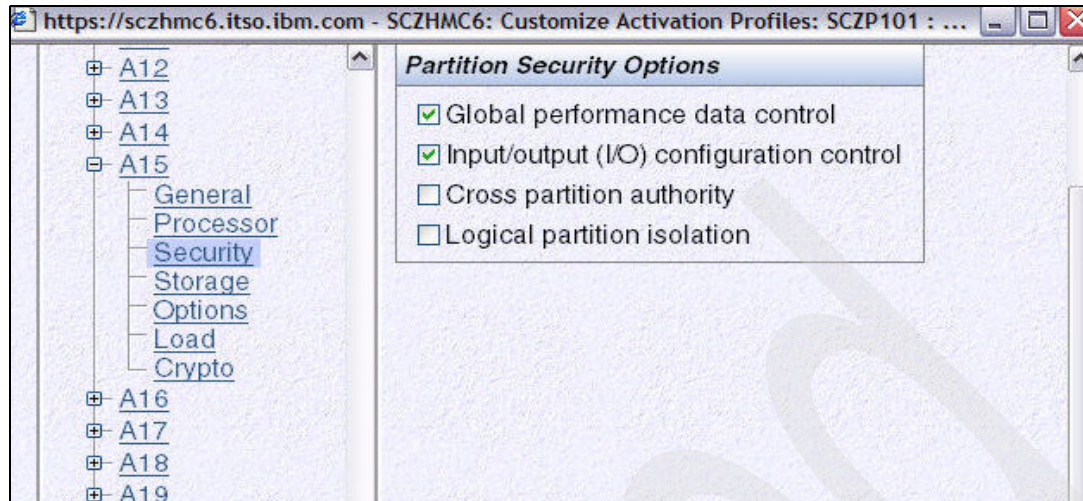 https://sczhmc6.itso.ibm.com - SCZHMC6: Customize Activation Profiles: SCZP101 : ...
A12
A13
A14
A15
General
Processor
Security
Storage
Options
Load
Crypto
A16
A17
A18
A19
Partition Security Options
Global performance data control
Input/output (I/O) configuration control
Cross partition authority
Logical partition isolation